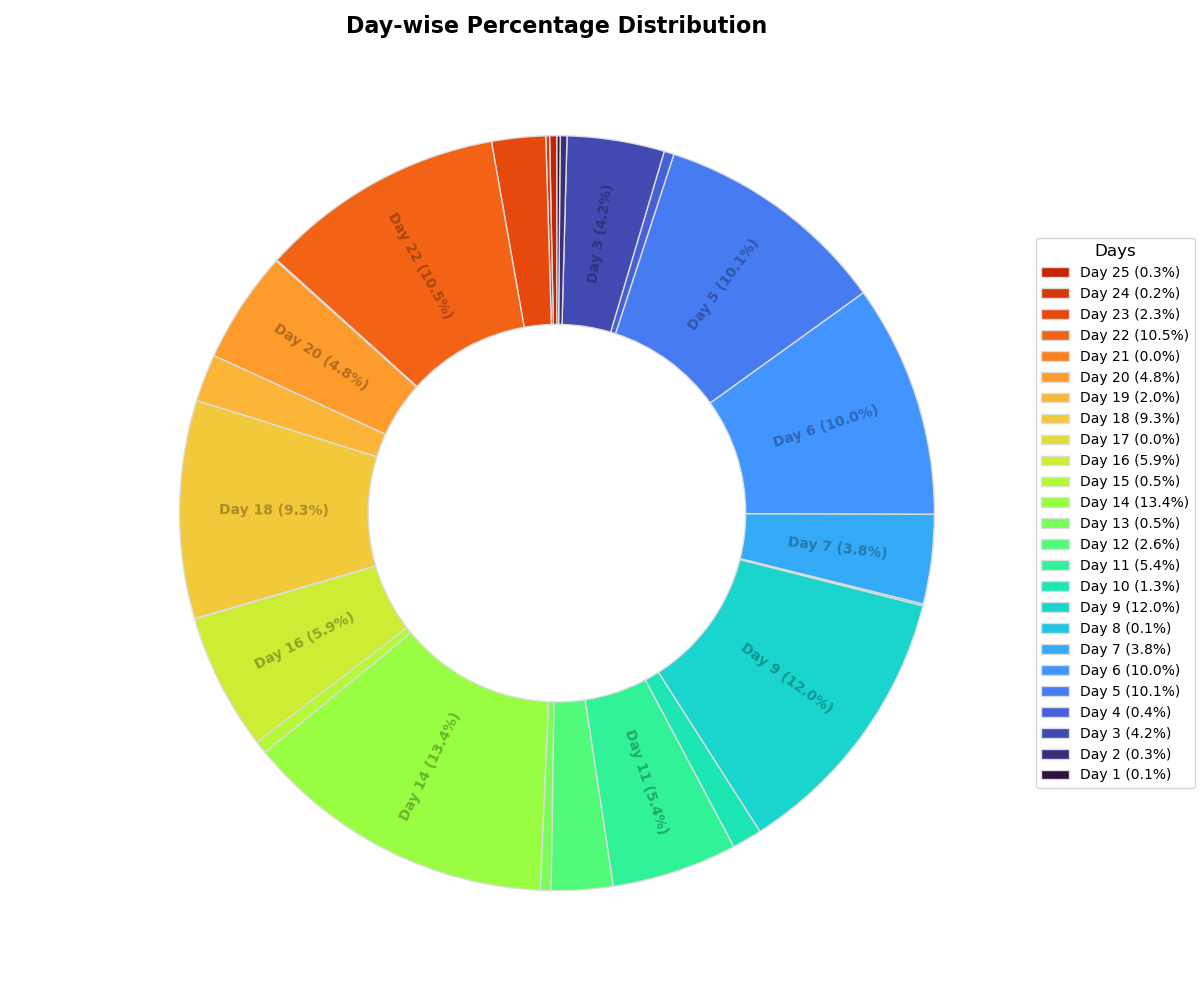 Day-wise Percentage Distribution
Day 3 (4.2%)
Day 5 (10.1%)
Day 6 (10.0%)
Day 7 (3.8%)
Day 9 (12.0%)
Day 11 (5.4%)
Day 14 (13.4%)
Day 16 (5.9%)
Day 18 (9.3%)
Day 20 (4.8%)
Day 22 (10.5%)
Days
Day 25 (0.3%)
Day 24 (0.2%)
Day 23 (2.3%)
Day 22 (10.5%)
Day 21 (0.0%)
Day 20 (4.8%)
Day 19 (2.0%)
Day 18 (9.3%)
Day 17 (0.0%)
Day 16 (5.9%)
Day 15 (0.5%)
Day 14 (13.4%)
Day 13 (0.5%)
Day 12 (2.6%)
Day 11 (5.4%)
Day 10 (1.3%)
Day 9 (12.0%)
Day 8 (0.1%)
Day 7 (3.8%)
Day 6 (10.0%)
Day 5 (10.1%)
Day 4 (0.4%)
Day 3 (4.2%)
Day 2 (0.3%)
Day 1 (0.1%)